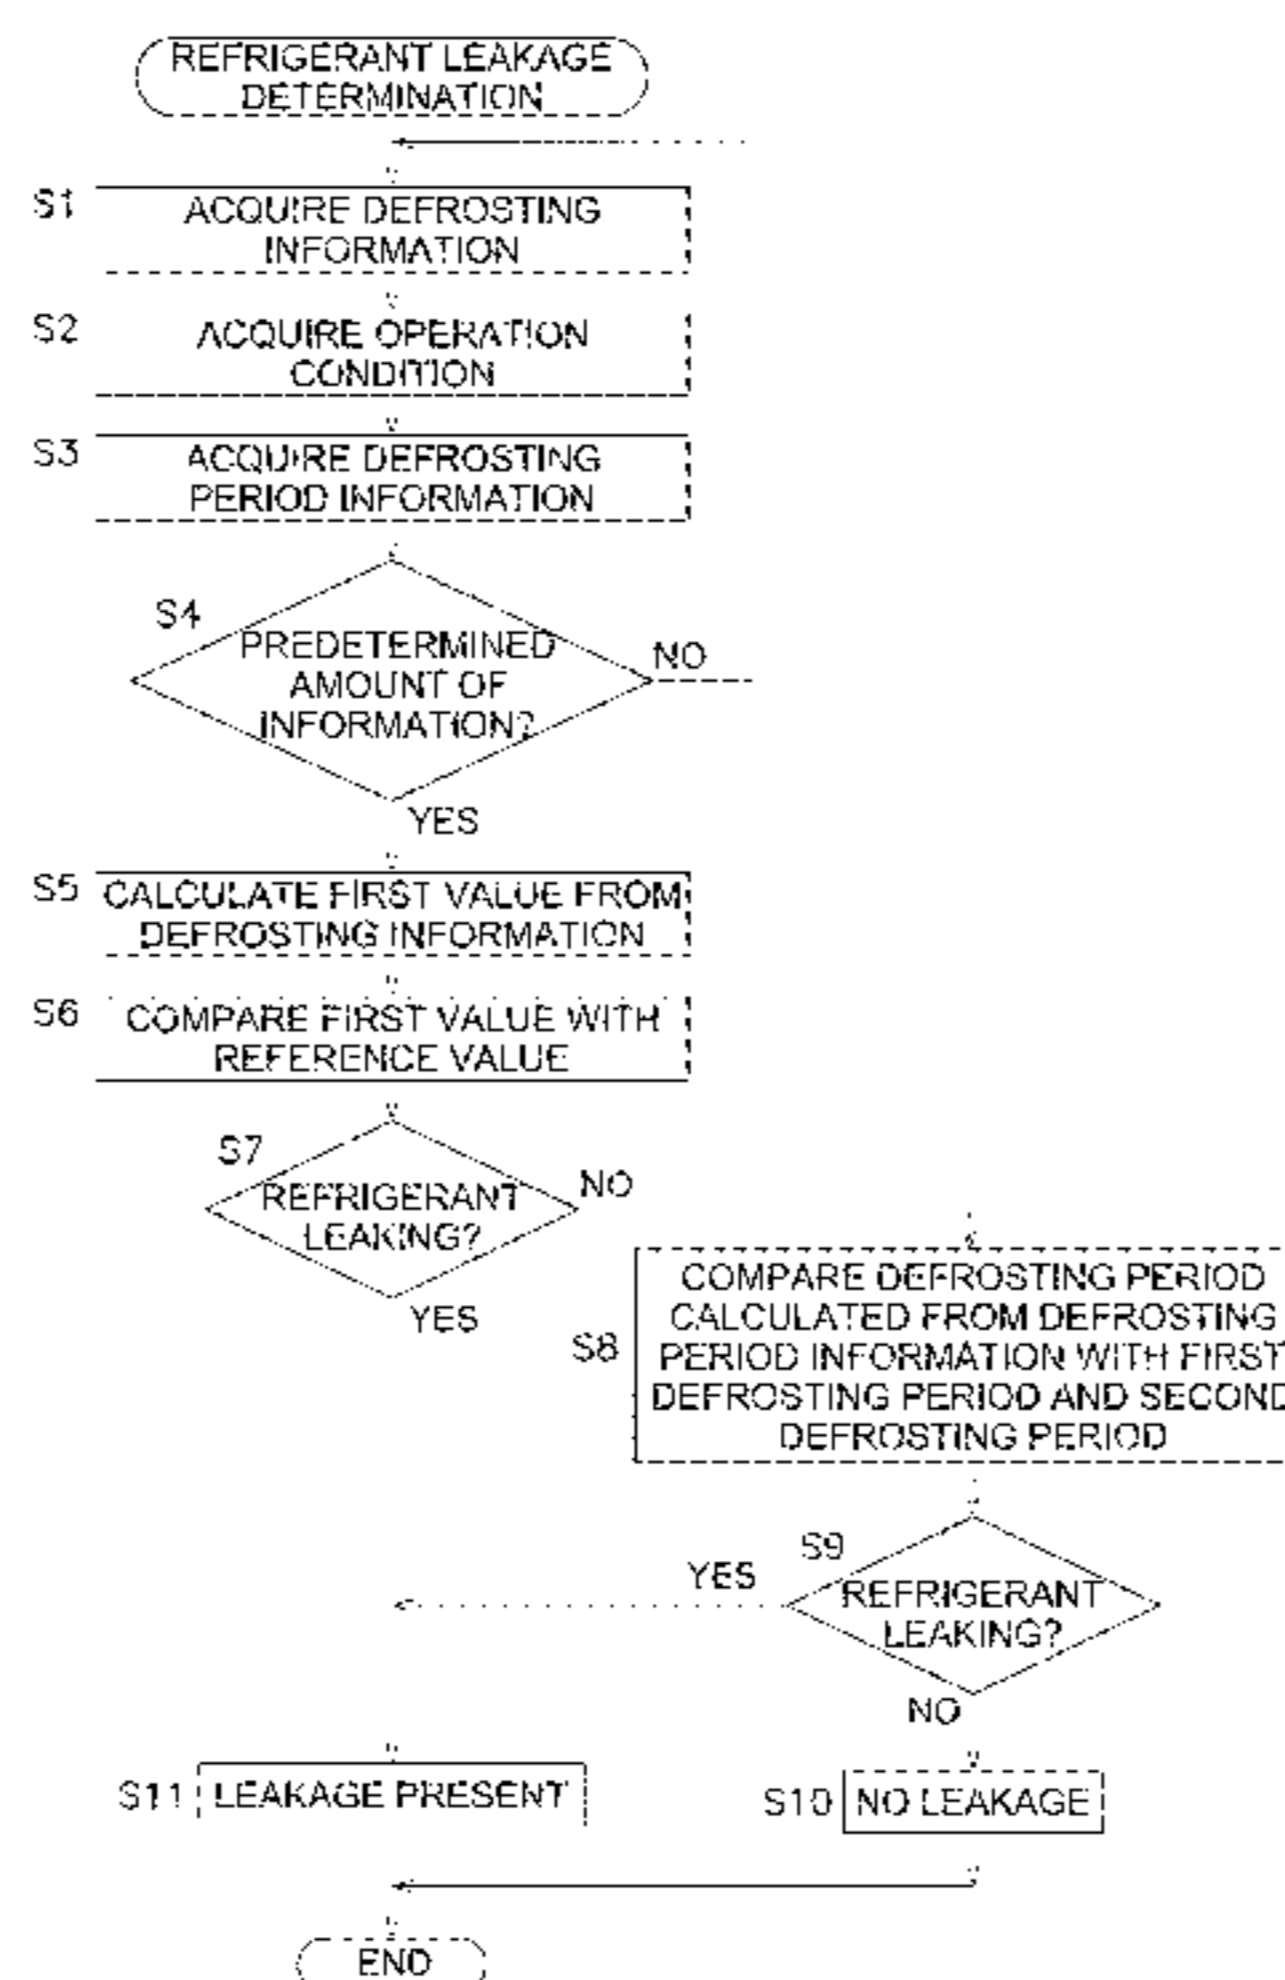 REFRIGERANT LEAKAGE
DETERMINATION
S1
ACQUIRE DEFROSTING
INFORMATION
S2
ACQUIRE OPERATION
CONDITION
S3
ACQUIRE DEFROSTING
PERIOD INFORMATION
S4
PREDETERMINED
AMOUNT OF
INFORMATION?
NO
YES
S5
CALCULATE FIRST VALUE FROM
DEFROSTING INFORMATION
S6
COMPARE FIRST VALUE WITH
REFERENCE VALUE
S7
REFRIGERANT
LEAKING?
NO
YES
S8
COMPARE DEFROSTING PERIOD
CALCULATED FROM DEFROSTING
PERIOD INFORMATION WITH FIRST
DEFROSTING PERIOD AND SECOND
DEFROSTING PERIOD
S9
REFRIGERANT
LEAKING?
YES
NO
S11
LEAKAGE PRESENT
S10
NO LEAKAGE
END